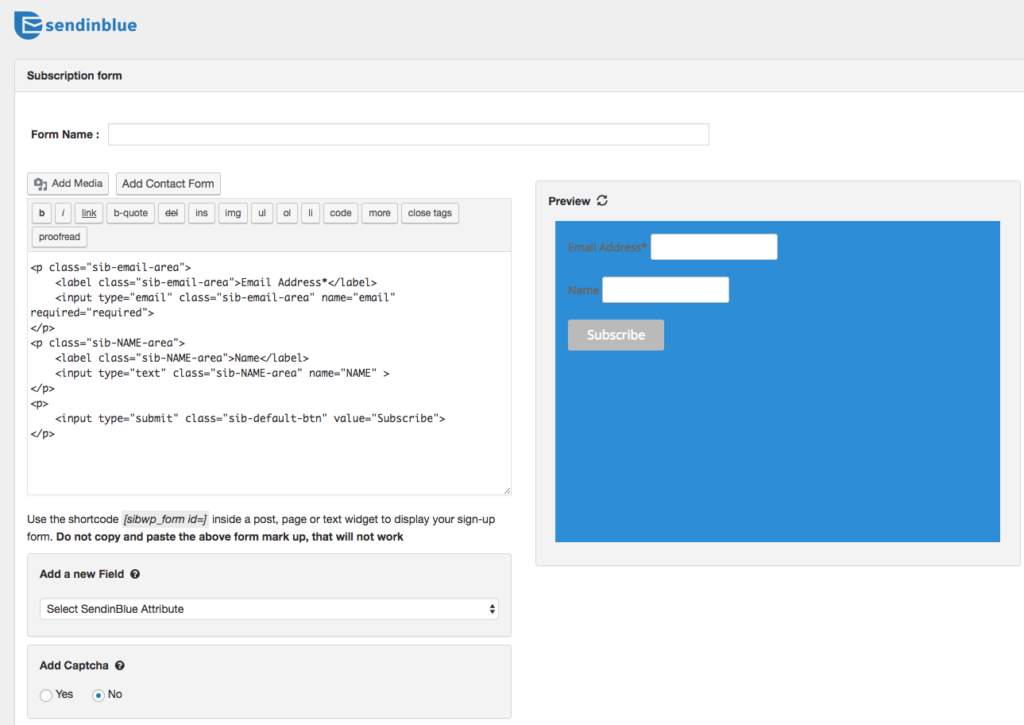 sendinblue
Subscription form
Form Name :
Add Media Add Contact Form
b i link b-quote del ins img ul ol li code more close tags
proofread
<p class="sib-email-area">
<label class="sib-email-area">Email Address*</label>
<input type="email" class="sib-email-area" name="email"
required="required">
</p>
<p class="sib-NAME-area">
<label class="sib-NAME-area">Name</label>
<input type="text" class="sib-NAME-area" name="NAME" >
</p>
<p>
<input type="submit" class="sib-default-btn" value="Subscribe">
</p>
Use the shortcode [sibwp_form id=] inside a post, page or text widget to display your sign-up
form. Do not copy and paste the above form mark up, that will not work
Add a new Field
Select SendinBlue Attribute
Add Captcha
Yes No
Preview
Email Address*
Name
Subscribe